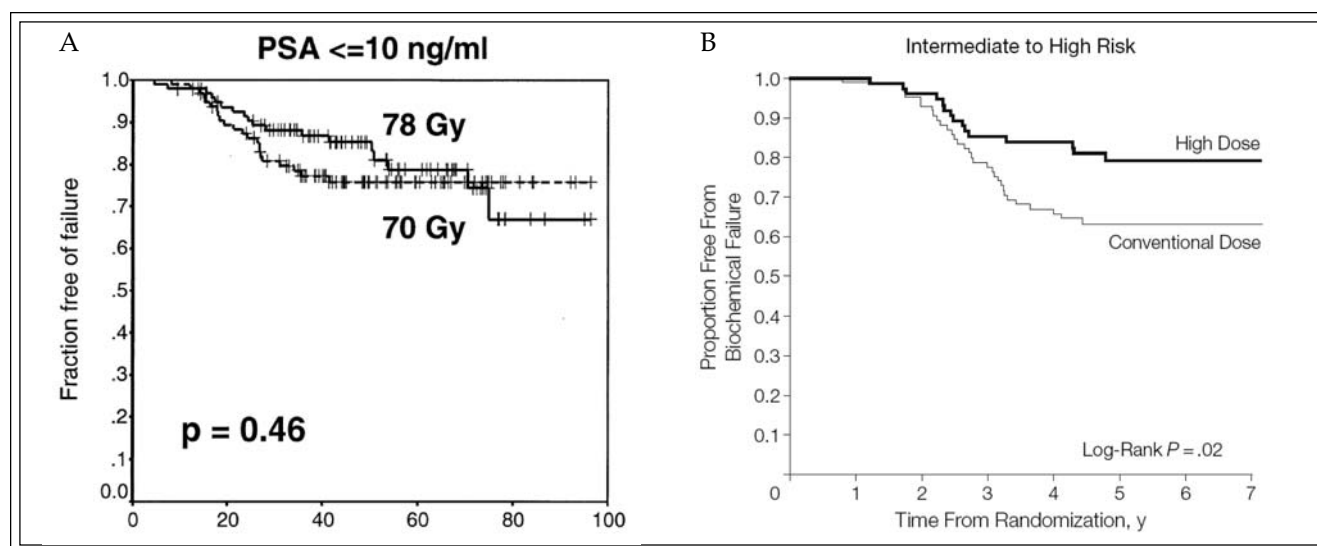 A
PSA <=10 ng/ml
1.0
.9
.8
.7
.6
.5
.4
.3
.2
.1
0.0
Fraction free of failure
78 Gy
70 Gy
p = 0.46
0 20 40 60 80 100
B
Intermediate to High Risk
1.0
0.9
0.8
0.7
0.6
0.5
0.4
0.3
0.2
0.1
0
Proportion Free From
Biochemical Failure
High Dose
Conventional Dose
Log-Rank P = .02
1 2 3 4 5 6 7
Time From Randomization, y